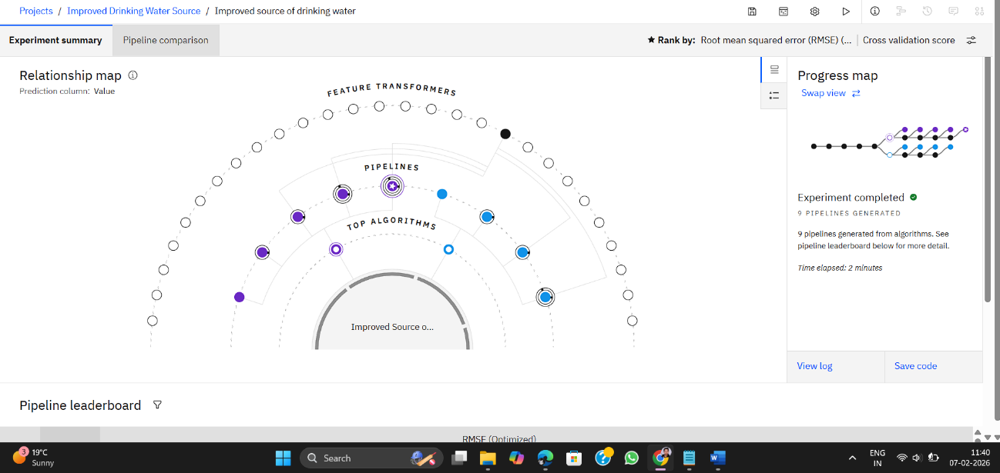 Projects / Improved Drinking Water Source / Improved source of drinking water
Experiment summary
Pipeline comparison
★ Rank by: Root mean squared error (RMSE) (... | Cross validation score
Relationship map
Prediction column: Value
FEATURE TRANSFORMERS
PIPELINES
TOP ALGORITHMS
Improved Source o...
Progress map
Swap view
Experiment completed
9 PIPELINES GENERATED
9 pipelines generated from algorithms. See
pipeline leaderboard below for more detail.
Time elapsed: 2 minutes
View log
Save code
Pipeline leaderboard
RMSE (Optimized)
3
19°C
Sunny
Search
ENG
IN
11:40
07-02-2026